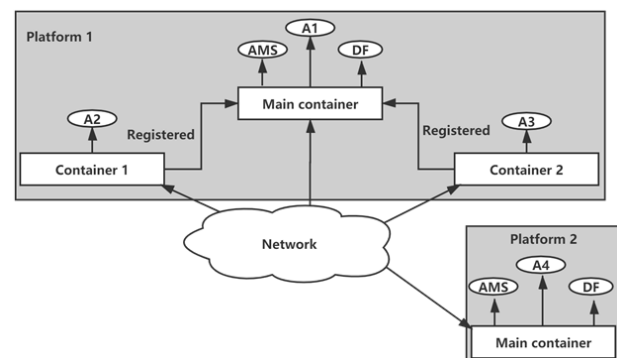 Platform 1
A1
AMS
DF
Main container
A2
Registered
Registered
A3
Container 1
Container 2
Network
Platform 2
A4
AMS
DF
Main container